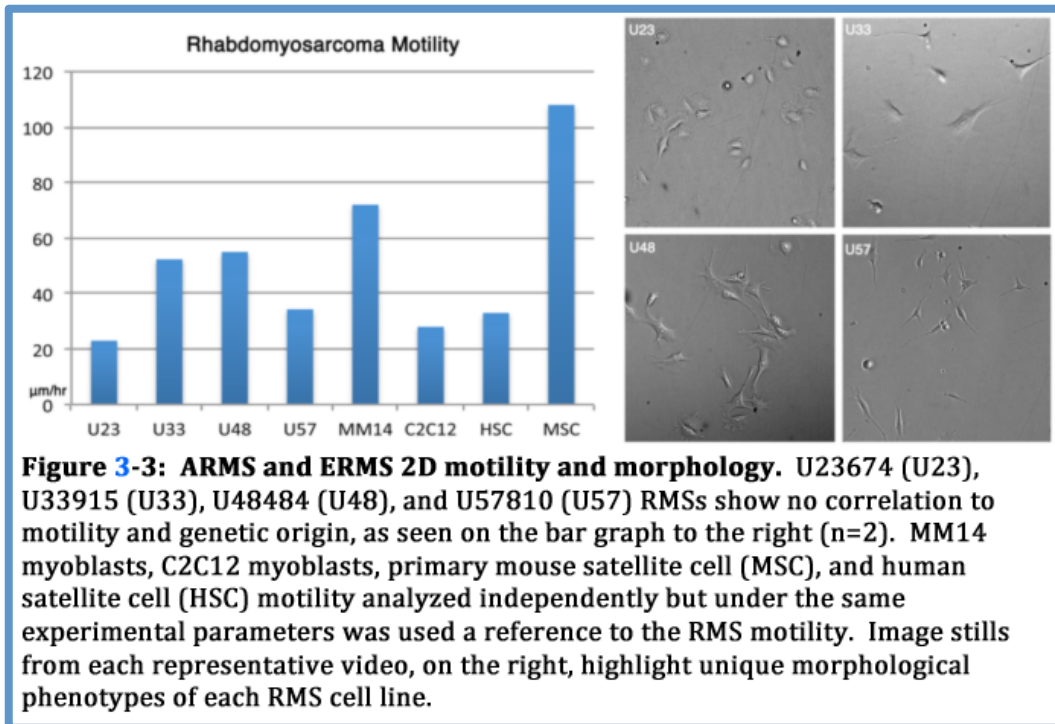 Rhabdomyosarcoma Motility
120
100
80
60
40
20
µm/hr
0
U23 U33 U48 U57 MM14 C2C12 HSC MSC
U23
U33
U48
U57
Figure 3-3: ARMS and ERMS 2D motility and morphology. U23674 (U23),
U33915 (U33), U48484 (U48), and U57810 (U57) RMSs show no correlation to
motility and genetic origin, as seen on the bar graph to the right (n=2). MM14
myoblasts, C2C12 myoblasts, primary mouse satellite cell (MSC), and human
satellite cell (HSC) motility analyzed independently but under the same
experimental parameters was used a reference to the RMS motility. Image stills
from each representative video, on the right, highlight unique morphological
phenotypes of each RMS cell line.